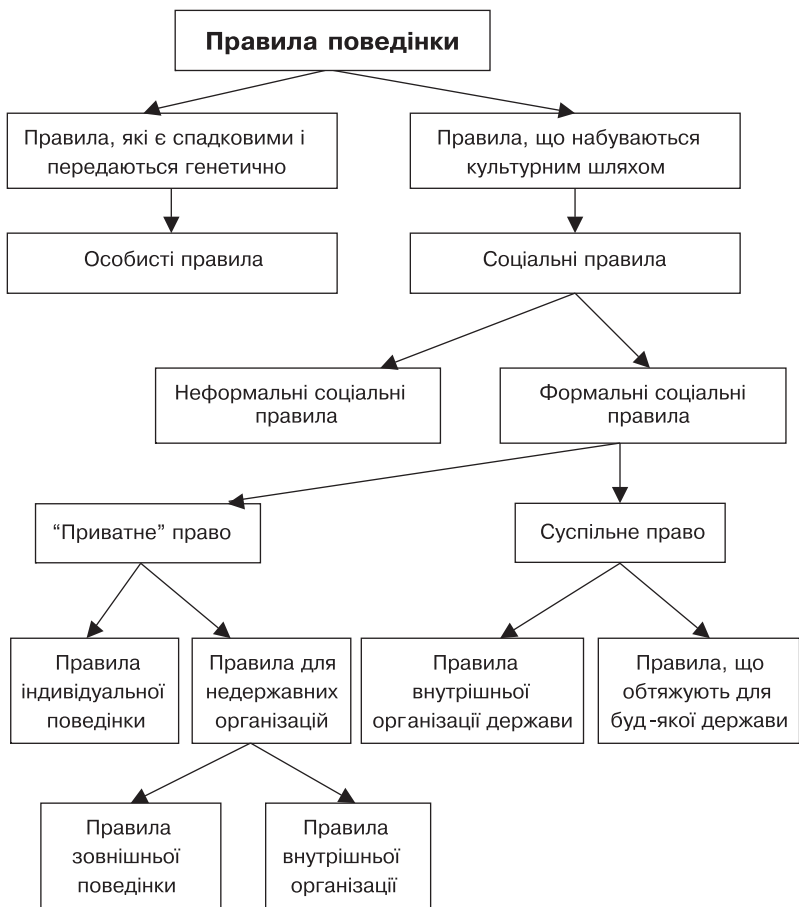 Правила поведінки
Правила, які є спадковими і
передаються генетично
Правила, що набуваються
культурним шляхом
Особисті правила
Соціальні правила
Неформальні соціальні
правила
Формальні соціальні
правила
“Приватне” право
Суспільне право
Правила
індивідуальної
поведінки
Правила для
недержавних
організацій
Правила
внутрішньої
організації держави
Правила, що
обтяжують для
буд-якої держави
Правила
зовнішньої
поведінки
Правила
внутрішньої
організації